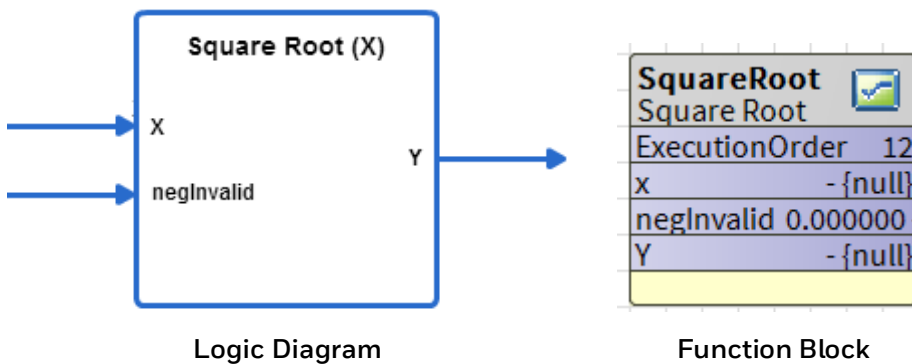 Square Root (X)
X
Y
negInvalid
Logic Diagram
SquareRoot
Square Root
ExecutionOrder 12
x - {null}
negInvalid 0.000000
Y - {null}
Function Block